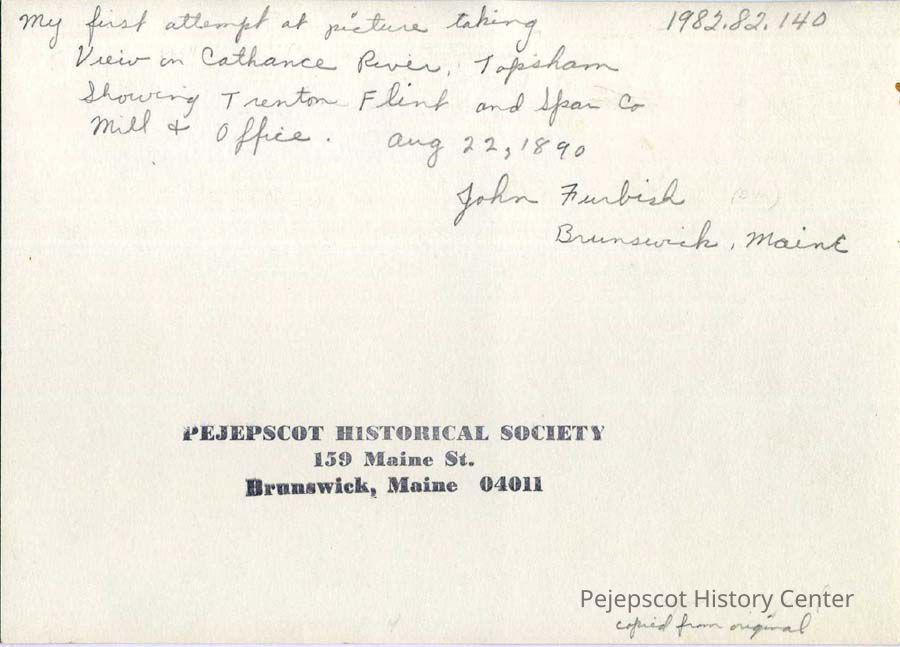 My first attempt at picture taking
1982.82.140
View on Cathance River, Topsham
Showing Trenton Flint and Spar Co
Mill & Office. Aug 22, 1890
John Furbish
Brunswick, Maine
PEJEPSCOT HISTORICAL SOCIETY
159 Maine St.
Brunswick, Maine 04011
Pejepscot History Center
copied from original